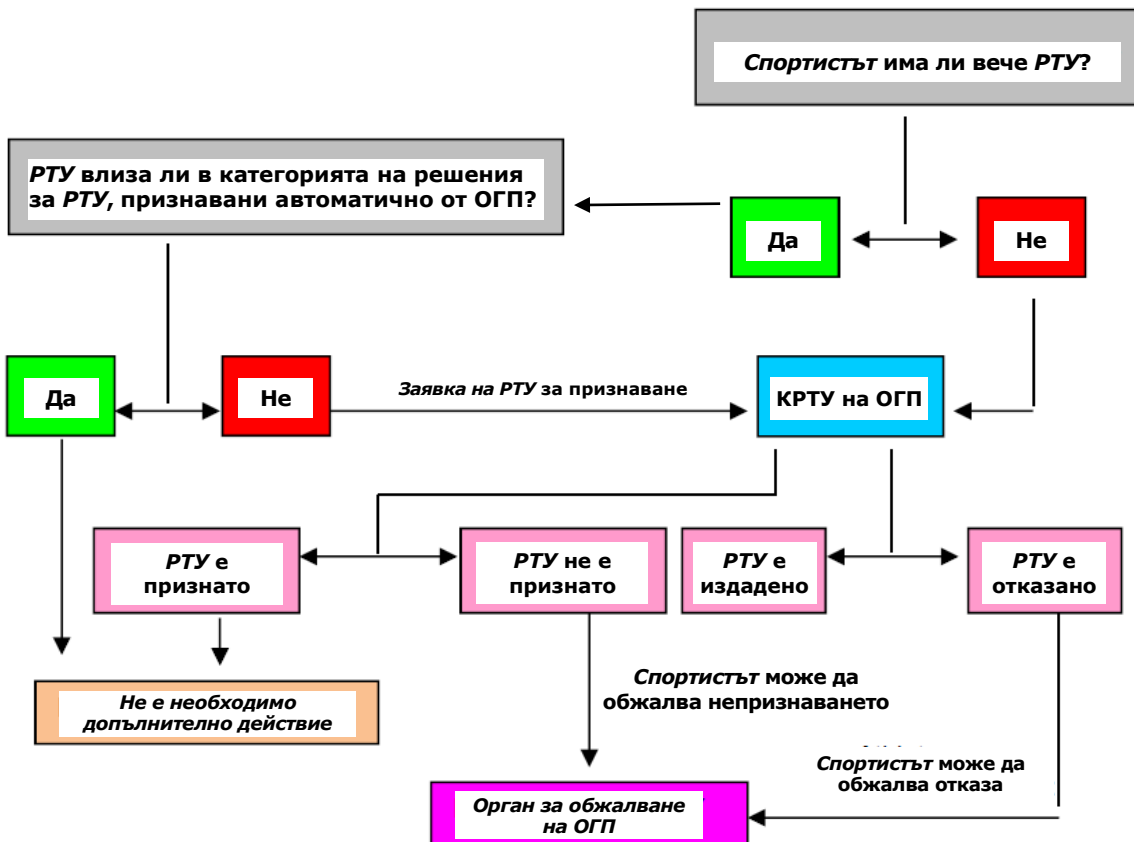 Спортистът има ли вече РТУ?
РТУ влиза ли в категорията на решения
за РТУ, признавани автоматично от ОГП?
Да
Не
Да
Не
Заявка на РТУ за признаване
КРТУ на ОГП
РТУ е
признато
РТУ не е
признато
РТУ е
издадено
РТУ е
отказано
Спортистът може да
обжалва непризнаването
Не е необходимо
допълнително действие
Спортистът може да
обжалва отказа
Орган за обжалване
на ОГП